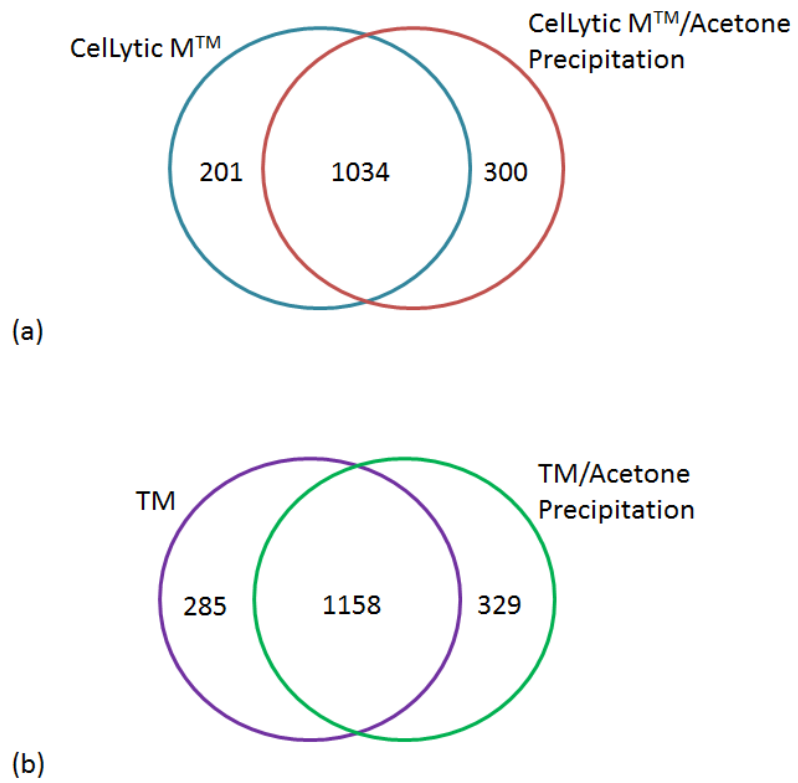 CelLytic M™
CelLytic M™/Acetone
Precipitation
201
1034
300
(a)
TM
TM/Acetone
Precipitation
285
1158
329
(b)